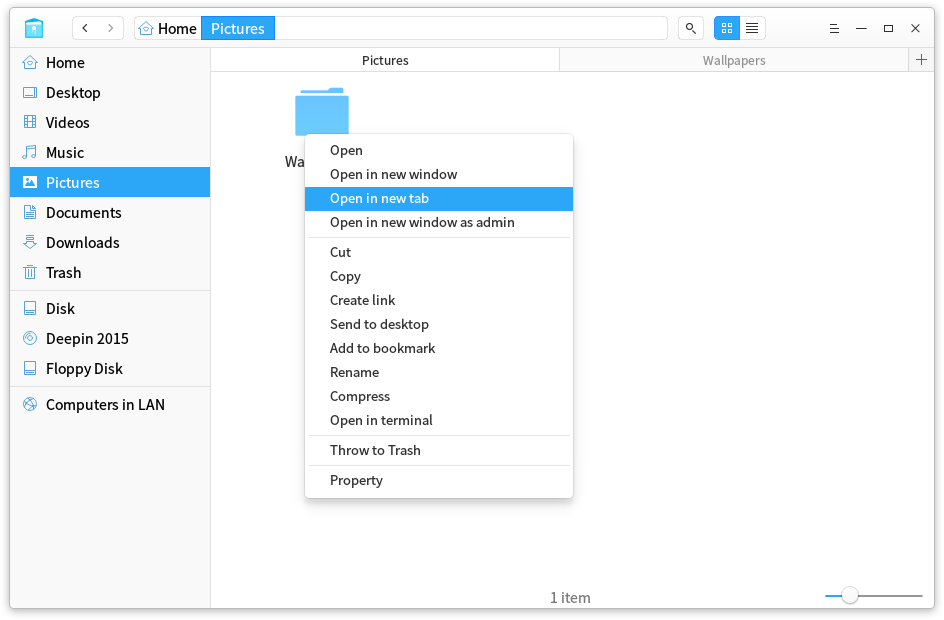 Home Pictures
Pictures
Wallpapers
Home
Desktop
Videos
Music
Pictures
Documents
Downloads
Trash
Disk
Deepin 2015
Floppy Disk
Computers in LAN
Wa
Open
Open in new window
Open in new tab
Open in new window as admin
Cut
Copy
Create link
Send to desktop
Add to bookmark
Rename
Compress
Open in terminal
Throw to Trash
Property
1 item